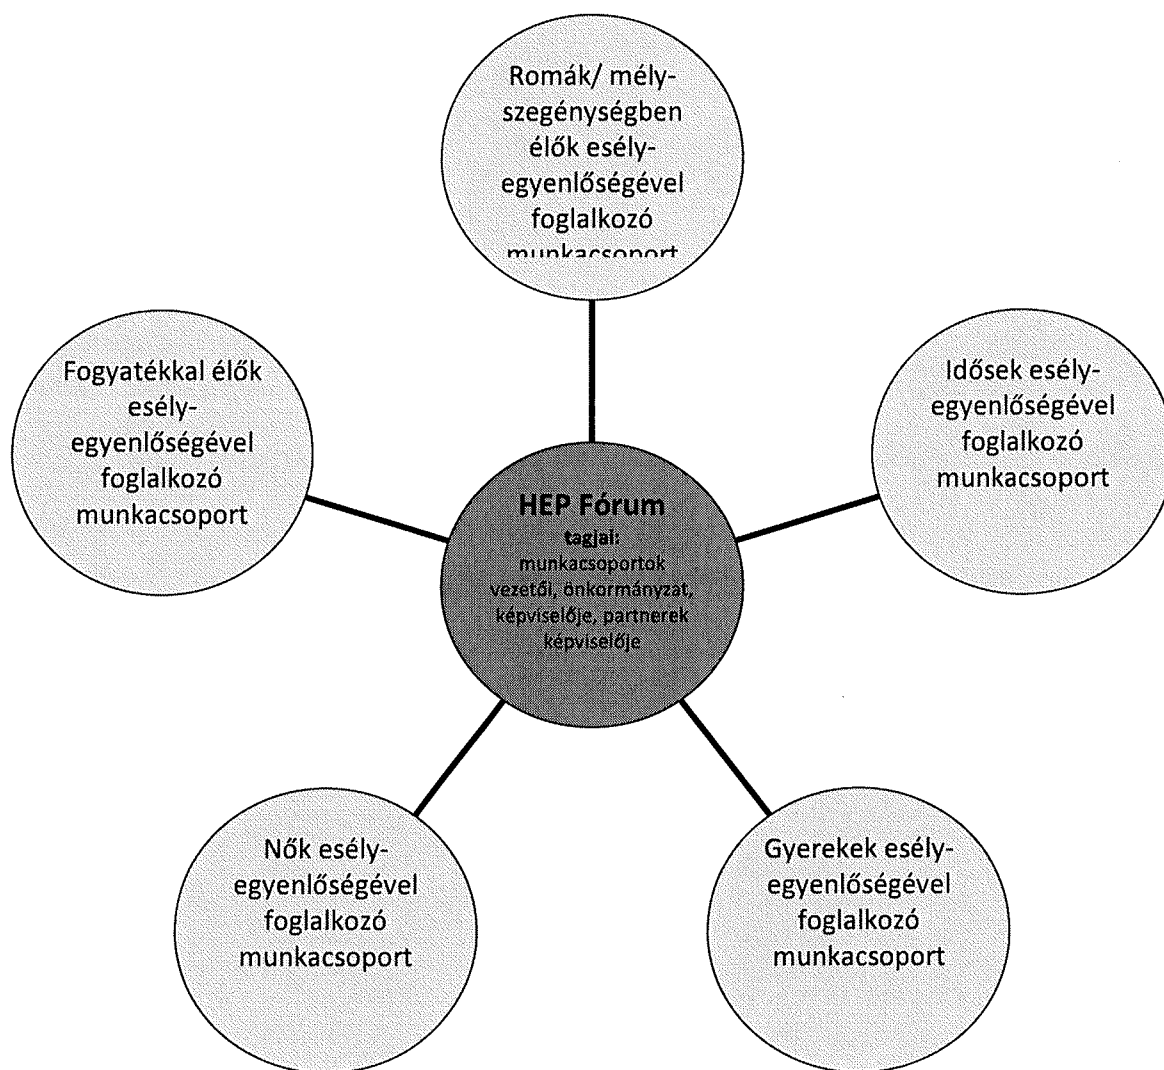 Romák/ mély-
szegénységben
élők esély-
egyenlőségével
foglalkozó
munkacsoport
Fogyatékkal élők
esély-
egyenlőségével
foglalkozó
munkacsoport
Idősek esély-
egyenlőségével
foglalkozó
munkacsoport
HEP Fórum
tagjai:
munkacsoportok
vezetői, önkormányzat,
képviselője, partnerek
képviselője
Nők esély-
egyenlőségével
foglalkozó
munkacsoport
Gyerekek esély-
egyenlőségével
foglalkozó
munkacsoport